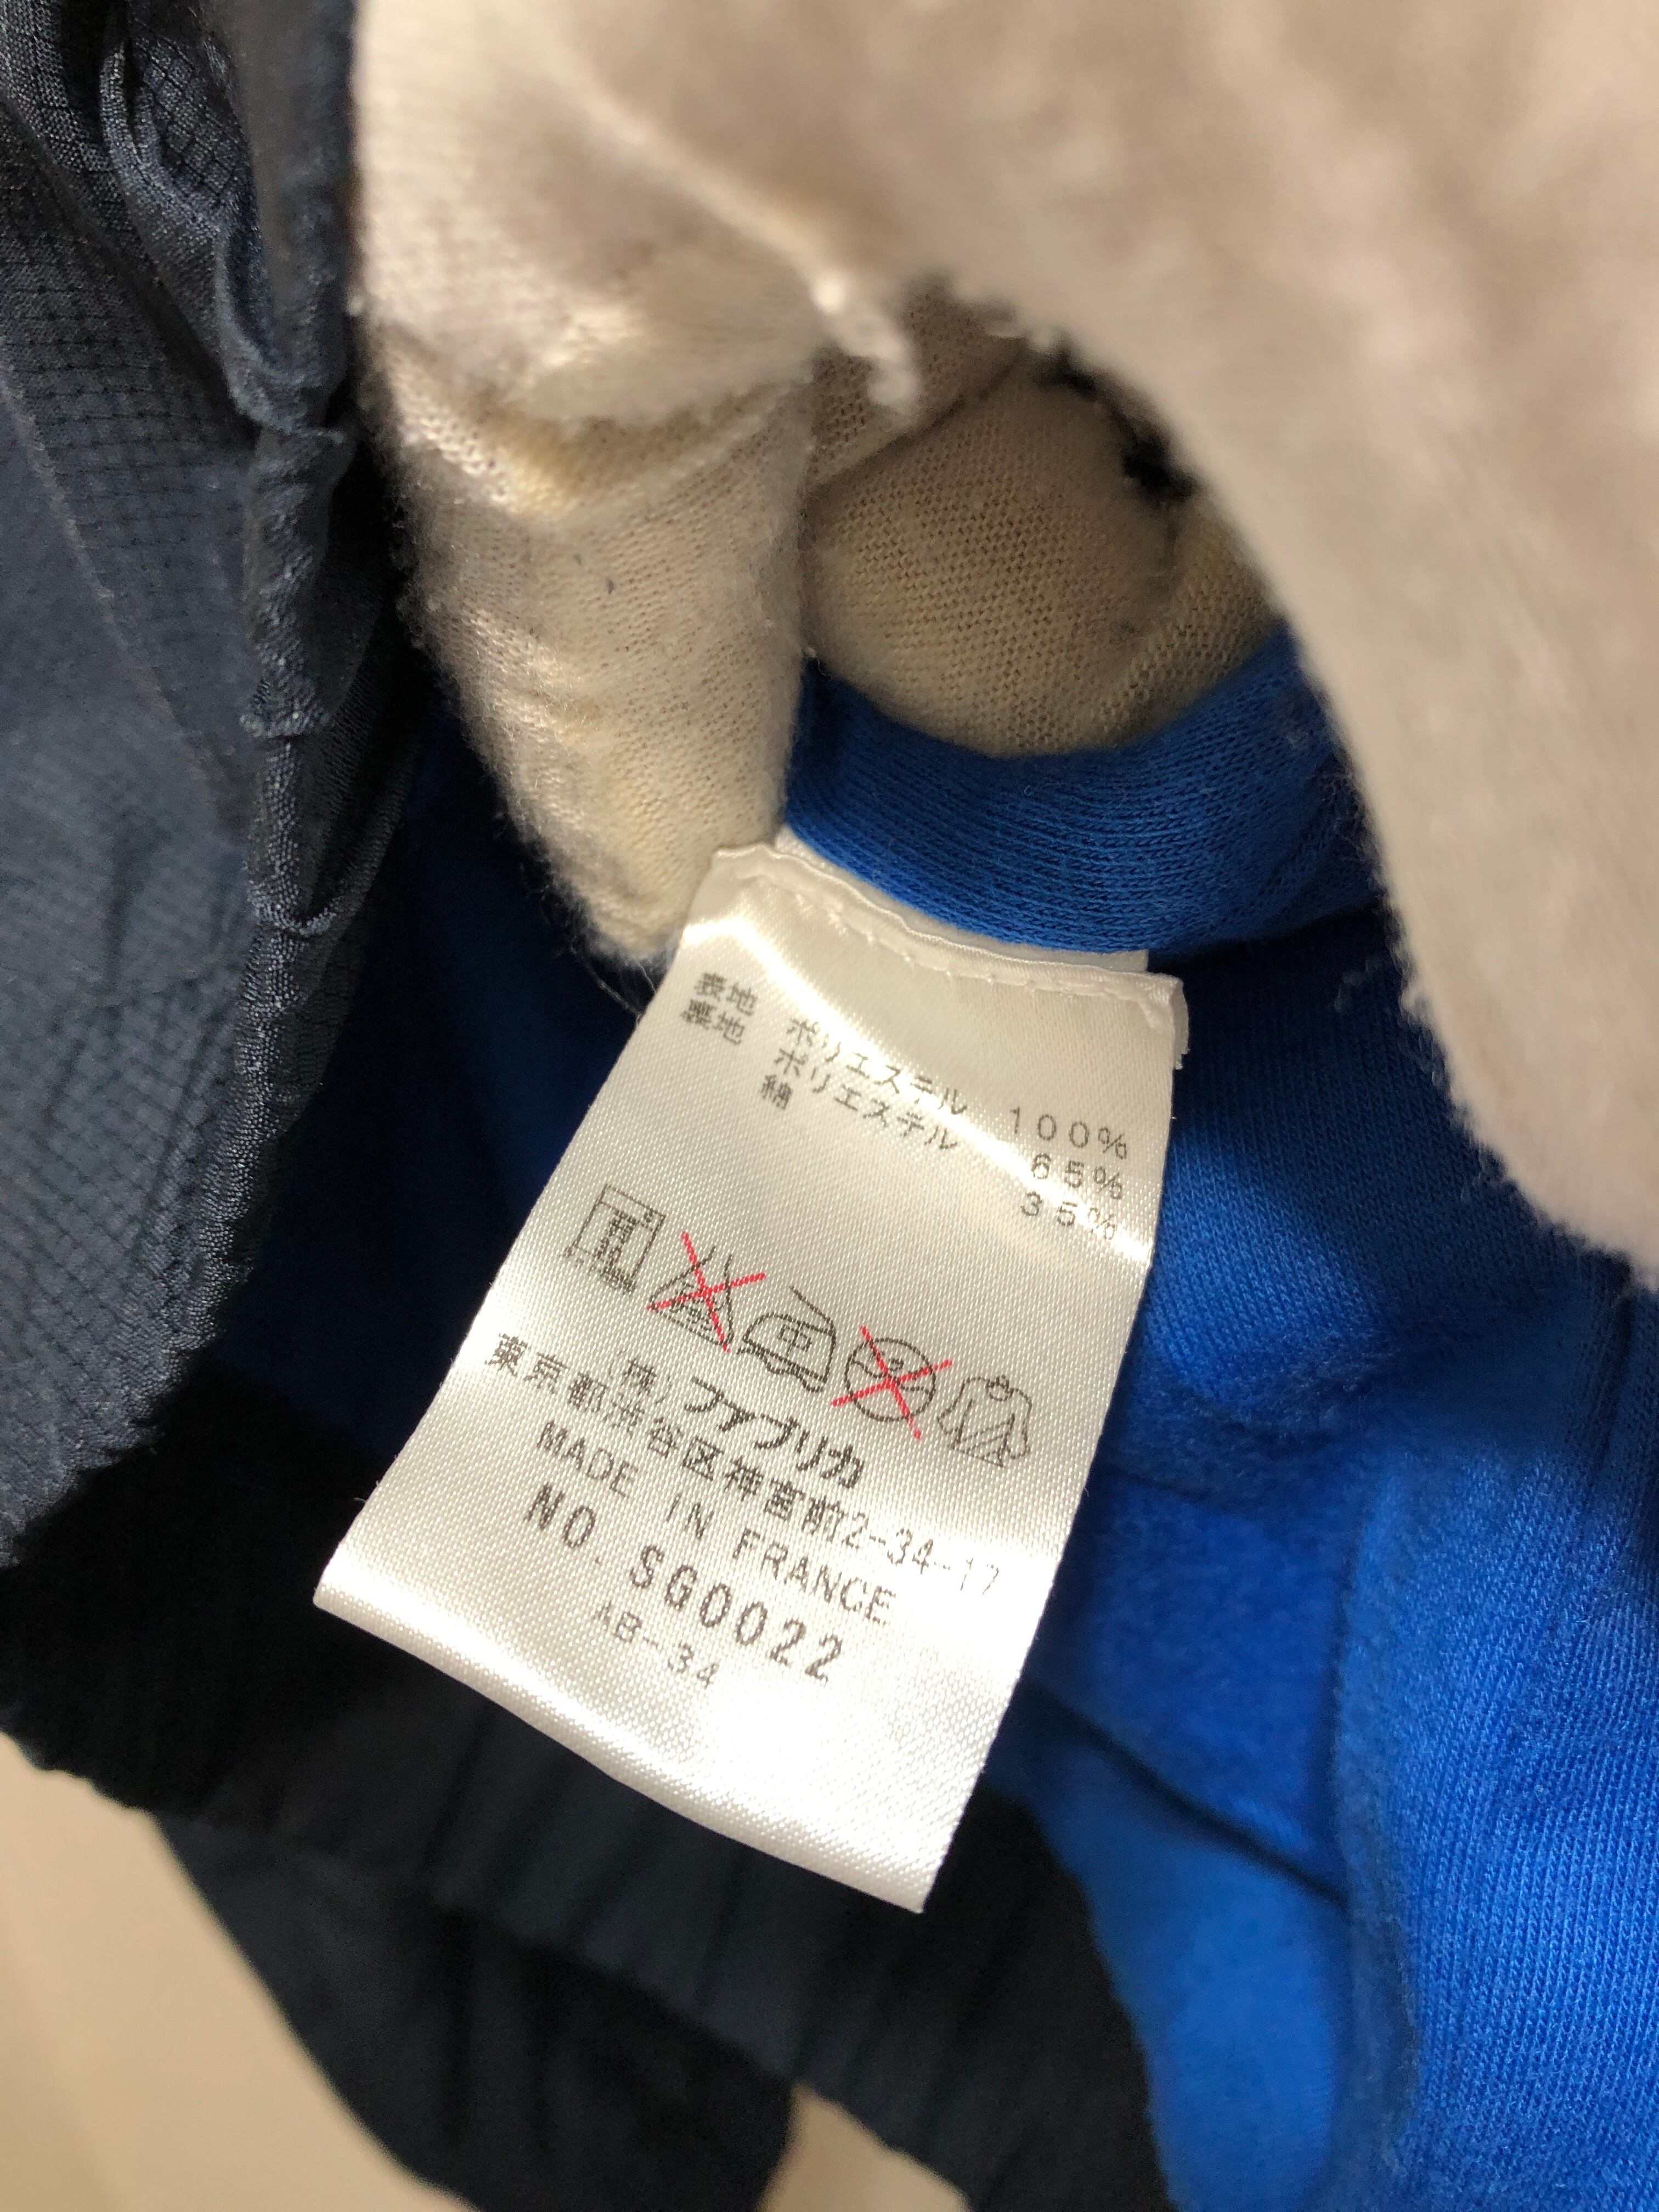 表地 ポリエステル 100%
裏地 ポリエステル 65%
綿 35%
(株)ファブリカ
東京都渋谷区神宮前2-34-17
MADE IN FRANCE
NO. SG0022
AB-34